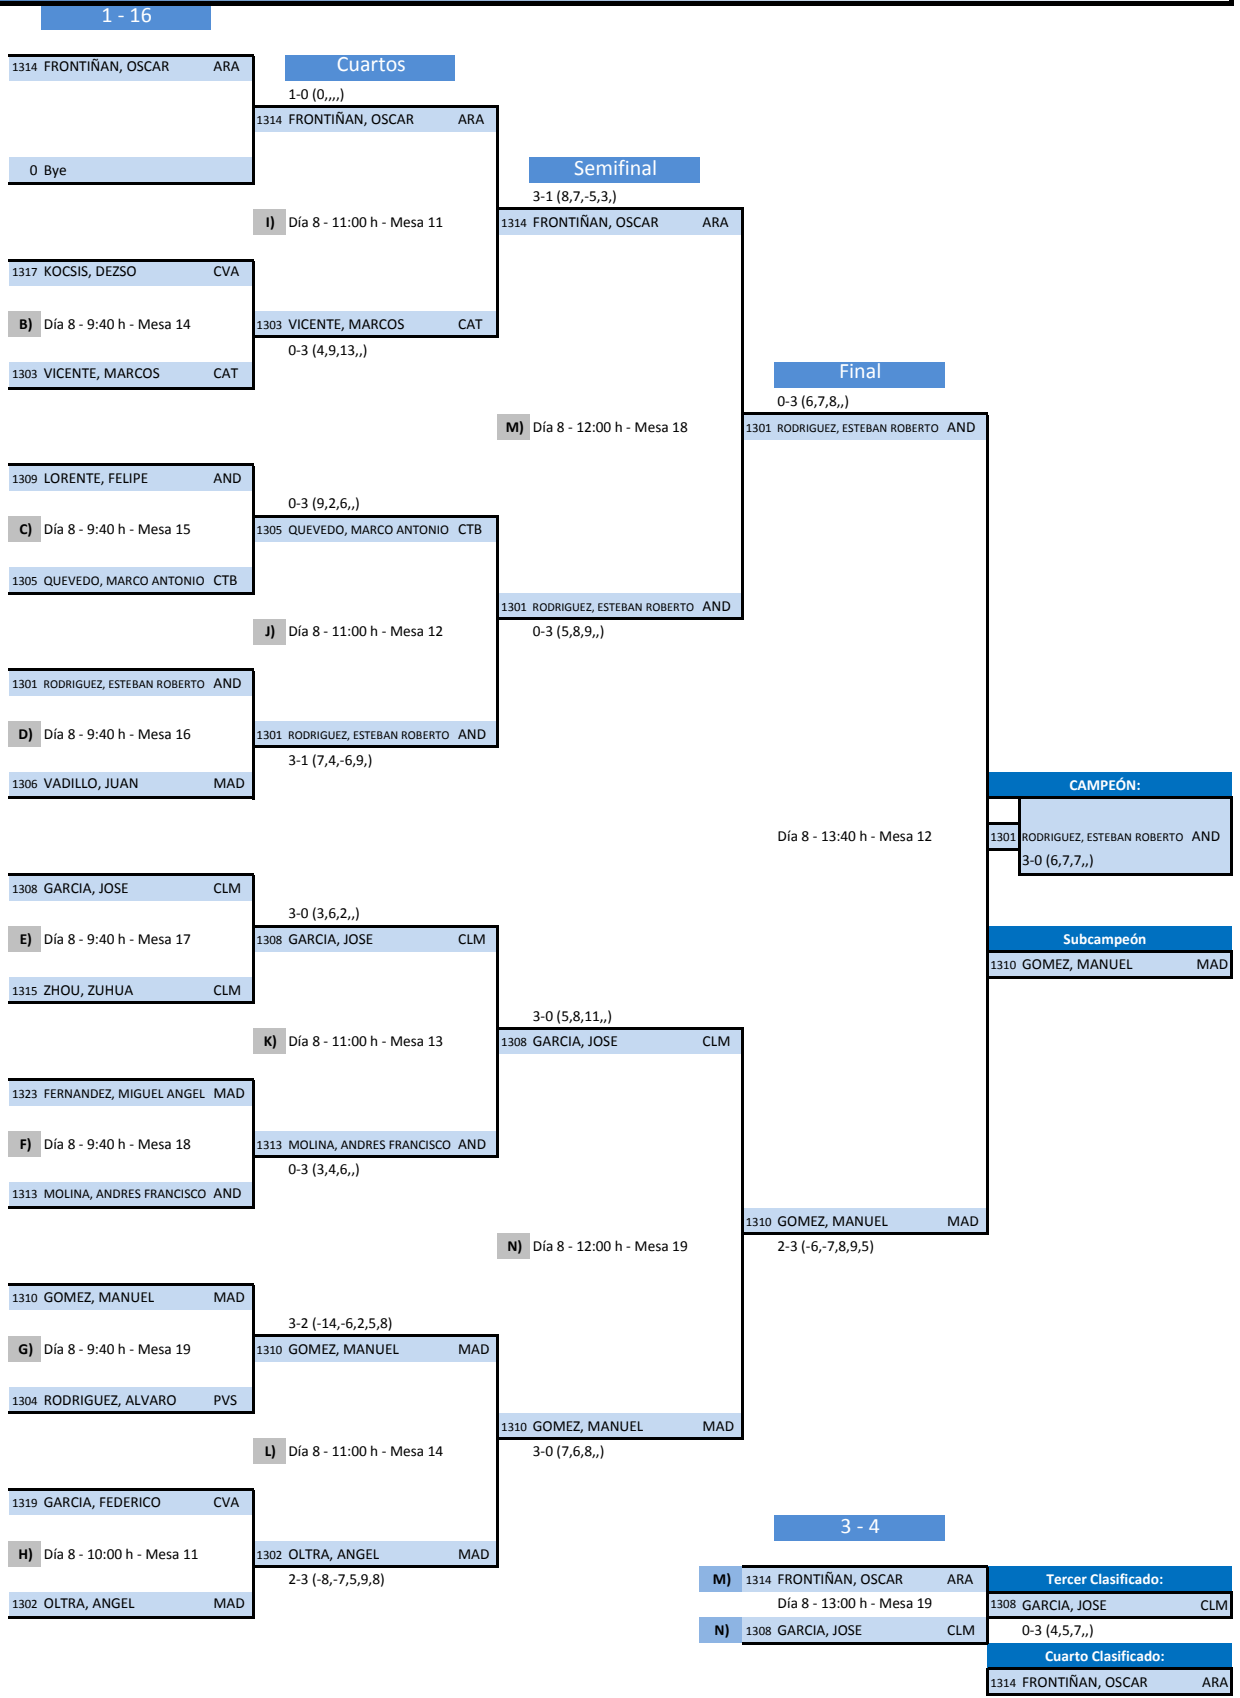 1 - 16
1314 FRONTIÑAN, OSCAR ARA
Cuartos
1-0 (0,,,,)
1314 FRONTIÑAN, OSCAR ARA
0 Bye
Semifinal
3-1 (8,7,-5,3,)
I) Día 8 - 11:00 h - Mesa 11
1314 FRONTIÑAN, OSCAR ARA
1317 KOCSIS, DEZSO CVA
B) Día 8 - 9:40 h - Mesa 14
1303 VICENTE, MARCOS CAT
0-3 (4,9,13,,)
1303 VICENTE, MARCOS CAT
Final
0-3 (6,7,8,,)
M) Día 8 - 12:00 h - Mesa 18
1301 RODRIGUEZ, ESTEBAN ROBERTO AND
1309 LORENTE, FELIPE AND
0-3 (9,2,6,,)
C) Día 8 - 9:40 h - Mesa 15
1305 QUEVEDO, MARCO ANTONIO CTB
1305 QUEVEDO, MARCO ANTONIO CTB
1301 RODRIGUEZ, ESTEBAN ROBERTO AND
J) Día 8 - 11:00 h - Mesa 12
0-3 (5,8,9,,)
1301 RODRIGUEZ, ESTEBAN ROBERTO AND
D) Día 8 - 9:40 h - Mesa 16
1301 RODRIGUEZ, ESTEBAN ROBERTO AND
3-1 (7,4,-6,9,)
1306 VADILLO, JUAN MAD
CAMPEÓN:
Día 8 - 13:40 h - Mesa 12
1301 RODRIGUEZ, ESTEBAN ROBERTO AND
3-0 (6,7,7,,)
1308 GARCIA, JOSE CLM
3-0 (3,6,2,,)
E) Día 8 - 9:40 h - Mesa 17
1308 GARCIA, JOSE CLM
Subcampeón
1310 GOMEZ, MANUEL MAD
1315 ZHOU, ZUHUA CLM
3-0 (5,8,11,,)
K) Día 8 - 11:00 h - Mesa 13
1308 GARCIA, JOSE CLM
1323 FERNANDEZ, MIGUEL ANGEL MAD
F) Día 8 - 9:40 h - Mesa 18
1313 MOLINA, ANDRES FRANCISCO AND
0-3 (3,4,6,,)
1313 MOLINA, ANDRES FRANCISCO AND
1310 GOMEZ, MANUEL MAD
N) Día 8 - 12:00 h - Mesa 19
2-3 (-6,-7,8,9,5)
1310 GOMEZ, MANUEL MAD
3-2 (-14,-6,2,5,8)
G) Día 8 - 9:40 h - Mesa 19
1310 GOMEZ, MANUEL MAD
1304 RODRIGUEZ, ALVARO PVS
1310 GOMEZ, MANUEL MAD
L) Día 8 - 11:00 h - Mesa 14
3-0 (7,6,8,,)
1319 GARCIA, FEDERICO CVA
3 - 4
H) Día 8 - 10:00 h - Mesa 11
1302 OLTRA, ANGEL MAD
2-3 (-8,-7,5,9,8)
M) 1314 FRONTIÑAN, OSCAR ARA
Tercer Clasificado:
1302 OLTRA, ANGEL MAD
Día 8 - 13:00 h - Mesa 19
1308 GARCIA, JOSE CLM
N) 1308 GARCIA, JOSE CLM
0-3 (4,5,7,,)
Cuarto Clasificado:
1314 FRONTIÑAN, OSCAR ARA